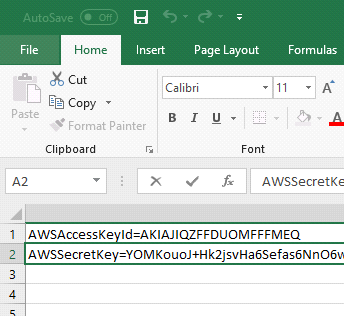 AutoSave Off
File Home Insert Page Layout Formulas
Paste
Cut
Copy
Format Painter
Clipboard
Calibri 11 A
B I U A
Font
A2 fx AWSSecretKe
1 AWSAccessKeyId=AKIAJIQZFFDUOMFFFMEQ
2 AWSSecretKey=YOMKouoJ+Hk2jsvHa6Sefas6NnO6w
3
4
5